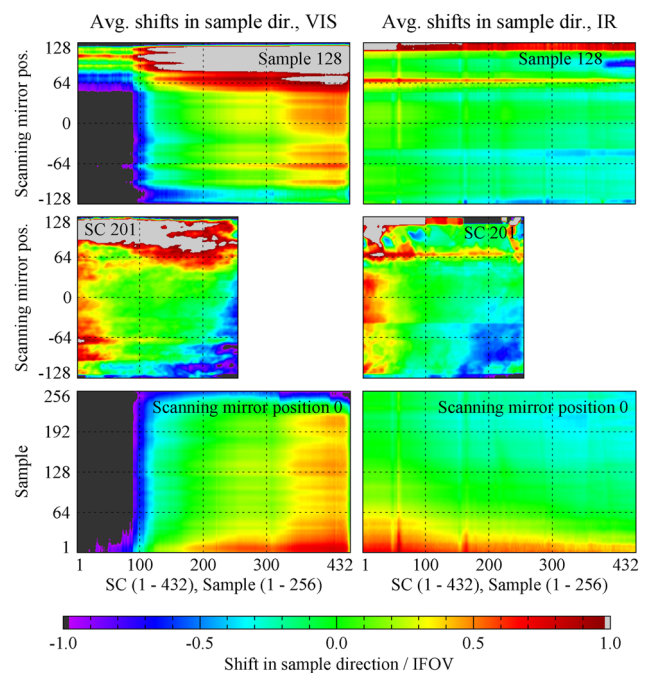 Avg. shifts in sample dir., VIS
Avg. shifts in sample dir., IR
Scanning mirror pos.
128
64
0
-64
-128
Sample 128
Sample 128
Scanning mirror pos.
128
64
0
-64
-128
SC 201
SC 201
Sample
256
192
128
64
1
Scanning mirror position 0
Scanning mirror position 0
1 100 200 300 432
1 100 200 300 432
SC (1 - 432), Sample (1 - 256)
SC (1 - 432), Sample (1 - 256)
-1.0 -0.5 0.0 0.5 1.0
Shift in sample direction / IFOV